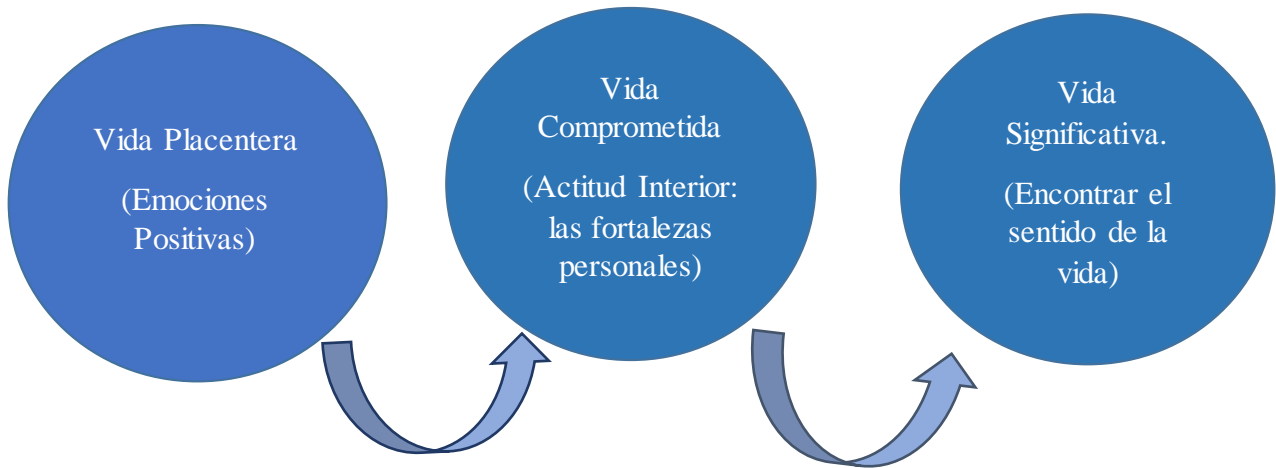 Vida Placentera
(Emociones
Positivas)
Vida
Comprometida
(Actitud Interior:
las fortalezas
personales)
Vida
Significativa.
(Encontrar el
sentido de la
vida)